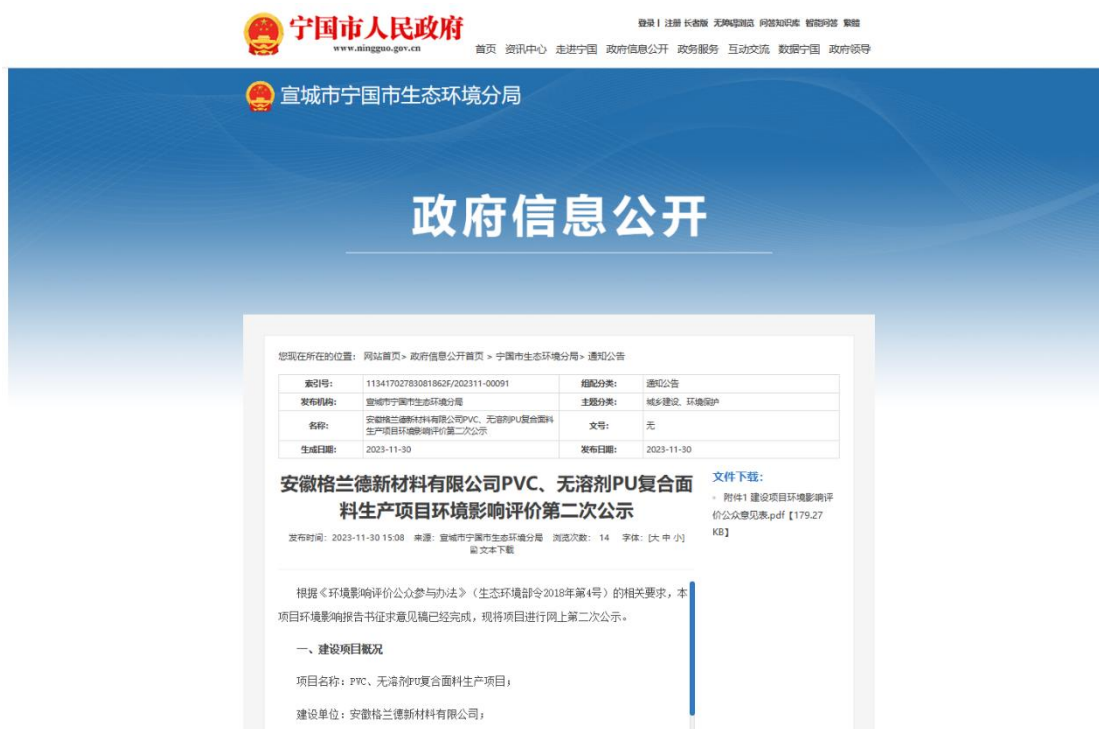 宁国市人民政府
www.ningguo.gov.cn
登录 | 注册 长者版 无障碍浏览 问答知识库 智能问答 繁體
首页 资讯中心 走进宁国 政府信息公开 政务服务 互动交流 数据宁国 政府领导
宣城市宁国市生态环境分局
政府信息公开
您现在所在的位置： 网站首页> 政府信息公开首页 > 宁国市生态环境分局> 通知公告
索引号： 11341702783081862F/202311-00091 组配分类： 通知公告
发布机构： 宣城市宁国市生态环境分局 主题分类： 城乡建设、环境保护
名称： 安徽格兰德新材料有限公司PVC、无溶剂PU复合面料
生产项目环境影响评价第二次公示 文号： 无
生成日期： 2023-11-30 发布日期： 2023-11-30
安徽格兰德新材料有限公司PVC、无溶剂PU复合面
料生产项目环境影响评价第二次公示
发布时间：2023-11-30 15:08 来源：宣城市宁国市生态环境分局 浏览次数： 14 字体：[大 中 小]
文本下载
文件下载：
附件1 建设项目环境影响评
价公众意见表.pdf【179.27
KB】
根据《环境影响评价公众参与办法》（生态环境部令2018年第4号）的相关要求，本
项目环境影响报告书征求意见稿已经完成，现将项目进行网上第二次公示。
一、建设项目概况
项目名称：PVC、无溶剂PU复合面料生产项目；
建设单位：安徽格兰德新材料有限公司；